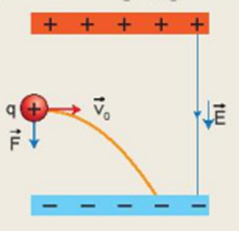 + + + + +
q + v₀
F
E
− − − − − −